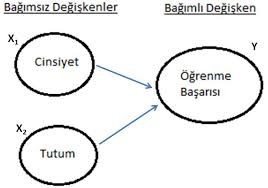 Bağımsız Değişkenler
Bağımlı Değişken
X1
Cinsiyet
Y
Öğrenme
Başarısı
X2
Tutum